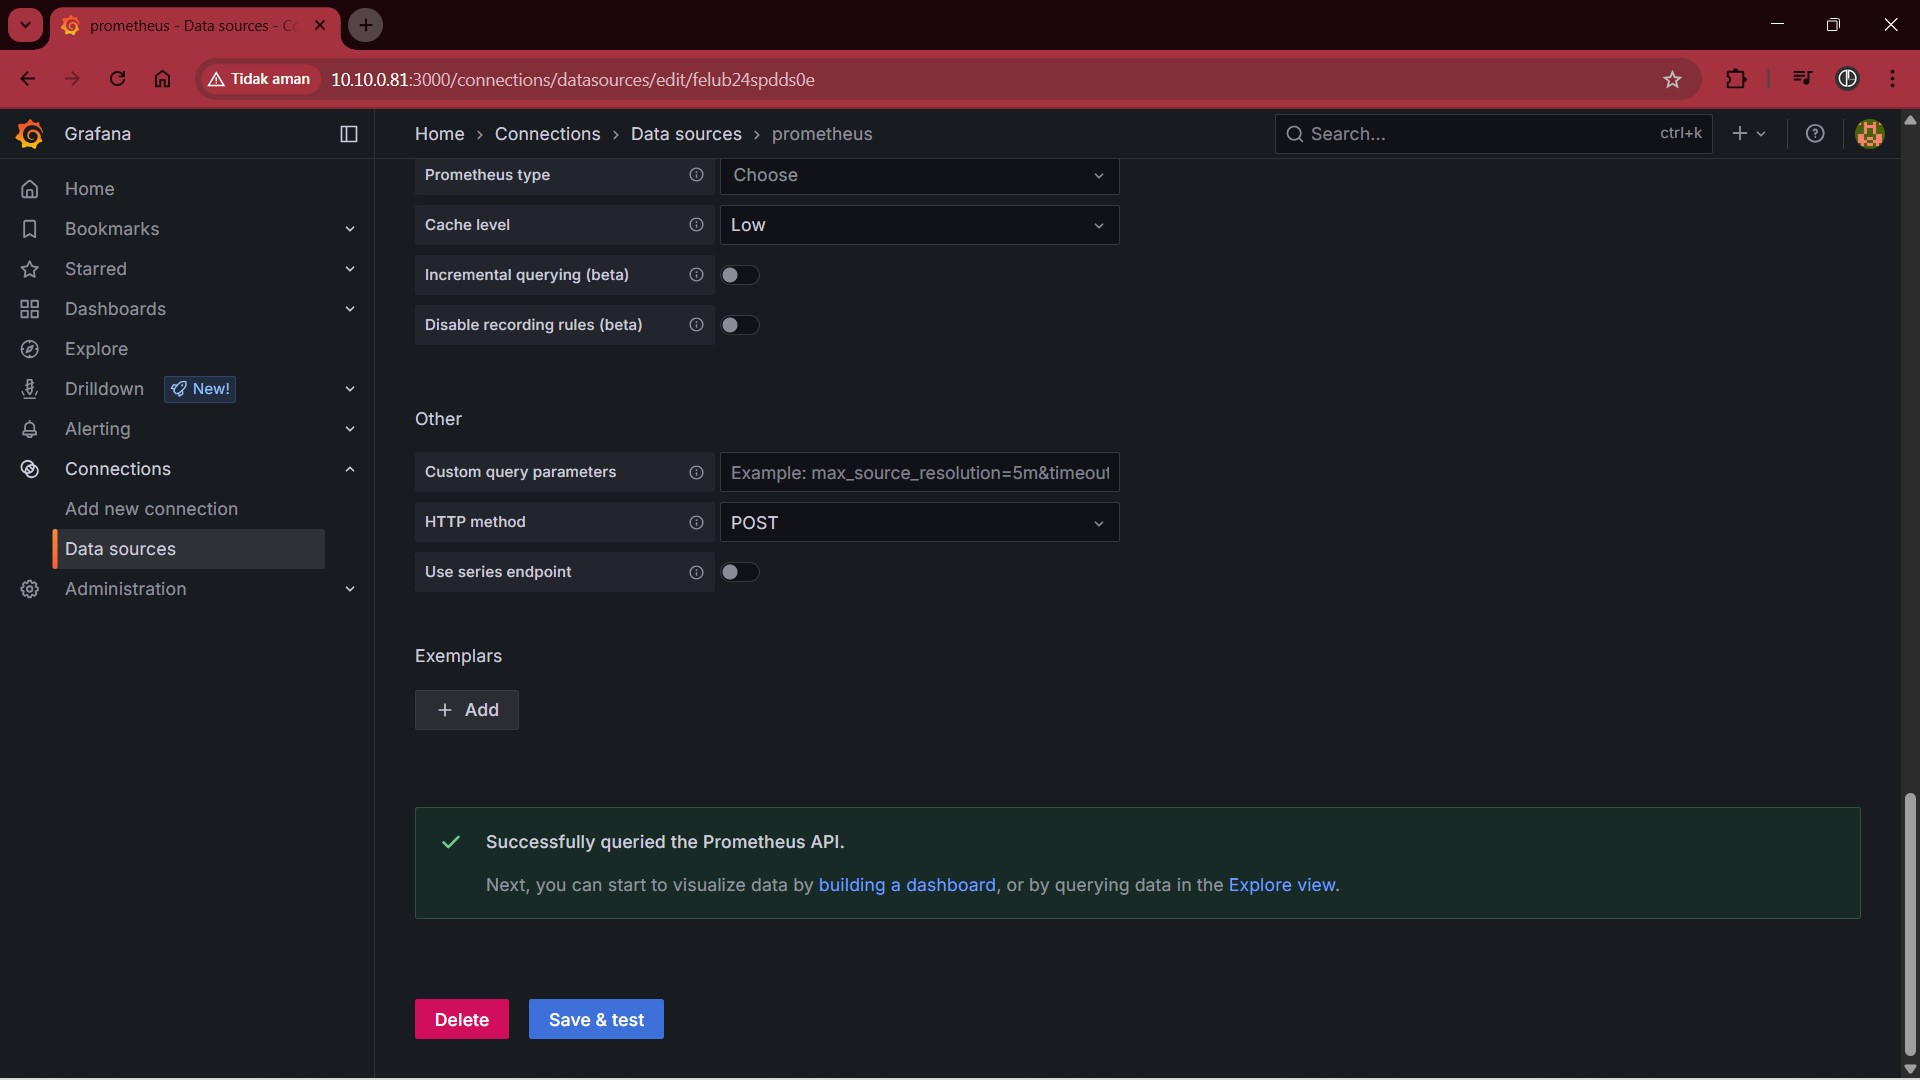 prometheus - Data sources - Co
Tidak aman
10.10.0.81:3000/connections/datasources/edit/felub24spdds0e
Grafana
Home › Connections › Data sources › prometheus
Search...
ctrl+k
Home
Bookmarks
Starred
Dashboards
Explore
Drilldown
New!
Alerting
Connections
Add new connection
Data sources
Administration
Prometheus type
Choose
Cache level
Low
Incremental querying (beta)
Disable recording rules (beta)
Other
Custom query parameters
Example: max_source_resolution=5m&timeout
HTTP method
POST
Use series endpoint
Exemplars
+ Add
Successfully queried the Prometheus API.
Next, you can start to visualize data by building a dashboard, or by querying data in the Explore view.
Delete
Save & test